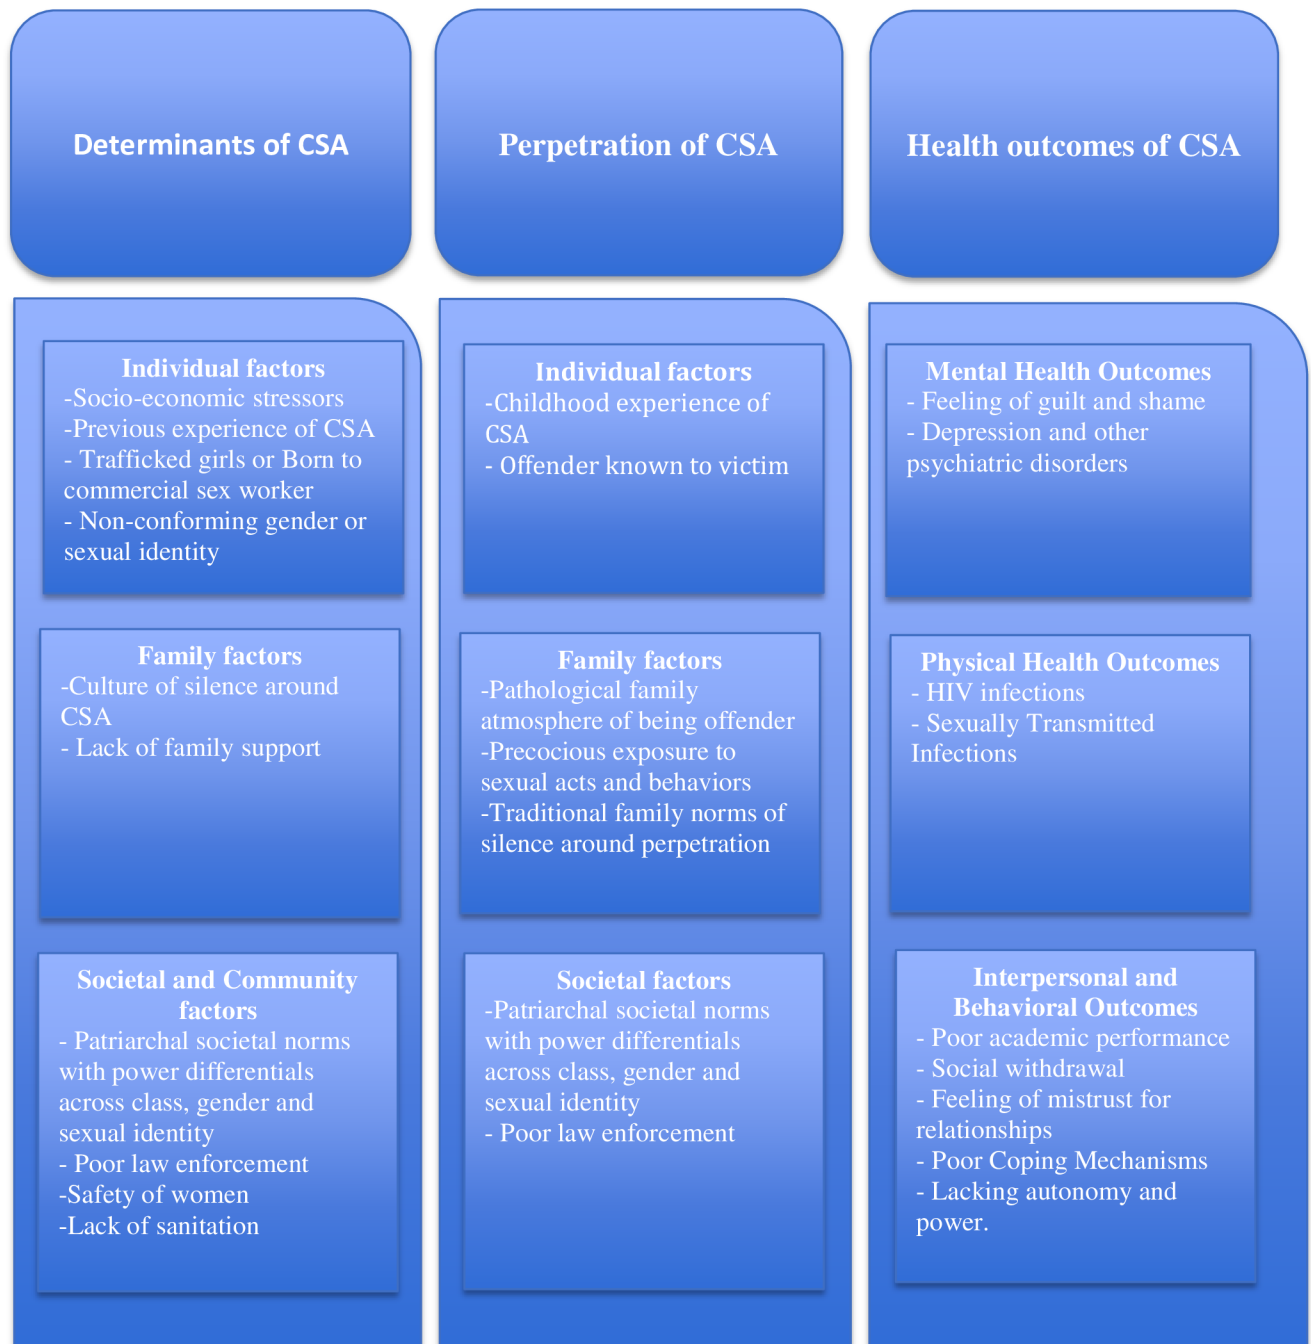 Determinants of CSA
Perpetration of CSA
Health outcomes of CSA
Individual factors
-Socio-economic stressors
-Previous experience of CSA
- Trafficked girls or Born to
commercial sex worker
- Non-conforming gender or
sexual identity
Family factors
-Culture of silence around
CSA
- Lack of family support
Societal and Community
factors
- Patriarchal societal norms
with power differentials
across class, gender and
sexual identity
- Poor law enforcement
-Safety of women
-Lack of sanitation
Individual factors
-Childhood experience of
CSA
- Offender known to victim
Family factors
-Pathological family
atmosphere of being offender
-Precocious exposure to
sexual acts and behaviors
-Traditional family norms of
silence around perpetration
Societal factors
-Patriarchal societal norms
with power differentials
across class, gender and
sexual identity
- Poor law enforcement
Mental Health Outcomes
- Feeling of guilt and shame
- Depression and other
psychiatric disorders
Physical Health Outcomes
- HIV infections
- Sexually Transmitted
Infections
Interpersonal and
Behavioral Outcomes
- Poor academic performance
- Social withdrawal
- Feeling of mistrust for
relationships
- Poor Coping Mechanisms
- Lacking autonomy and
power.